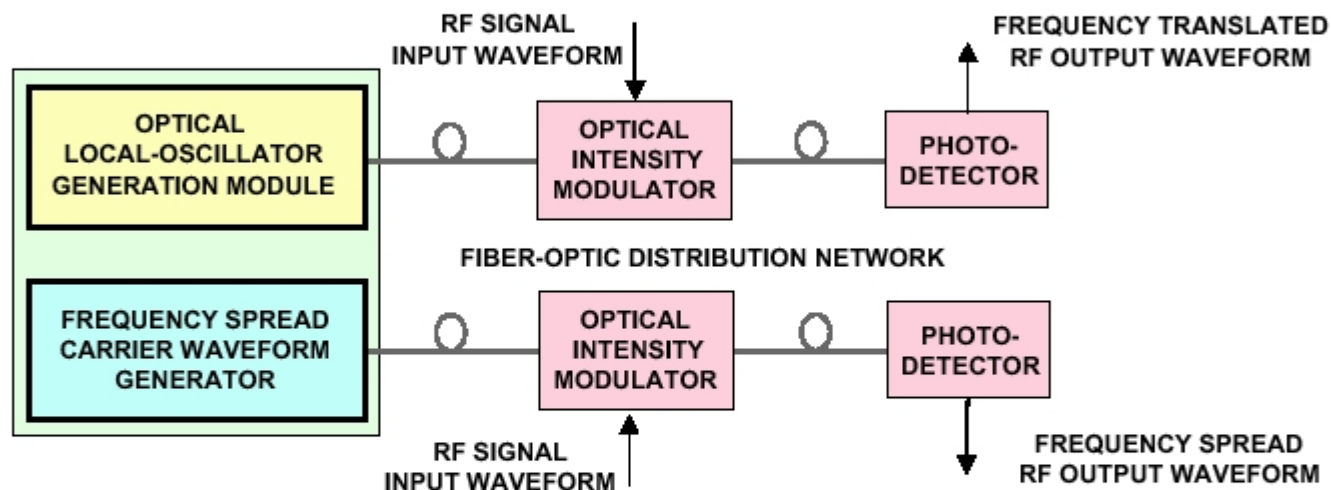 RF SIGNAL
INPUT WAVEFORM
FREQUENCY TRANSLATED
RF OUTPUT WAVEFORM
OPTICAL
LOCAL-OSCILLATOR
GENERATION MODULE
OPTICAL
INTENSITY
MODULATOR
PHOTO-
DETECTOR
FIBER-OPTIC DISTRIBUTION NETWORK
FREQUENCY SPREAD
CARRIER WAVEFORM
GENERATOR
OPTICAL
INTENSITY
MODULATOR
PHOTO-
DETECTOR
RF SIGNAL
INPUT WAVEFORM
FREQUENCY SPREAD
RF OUTPUT WAVEFORM